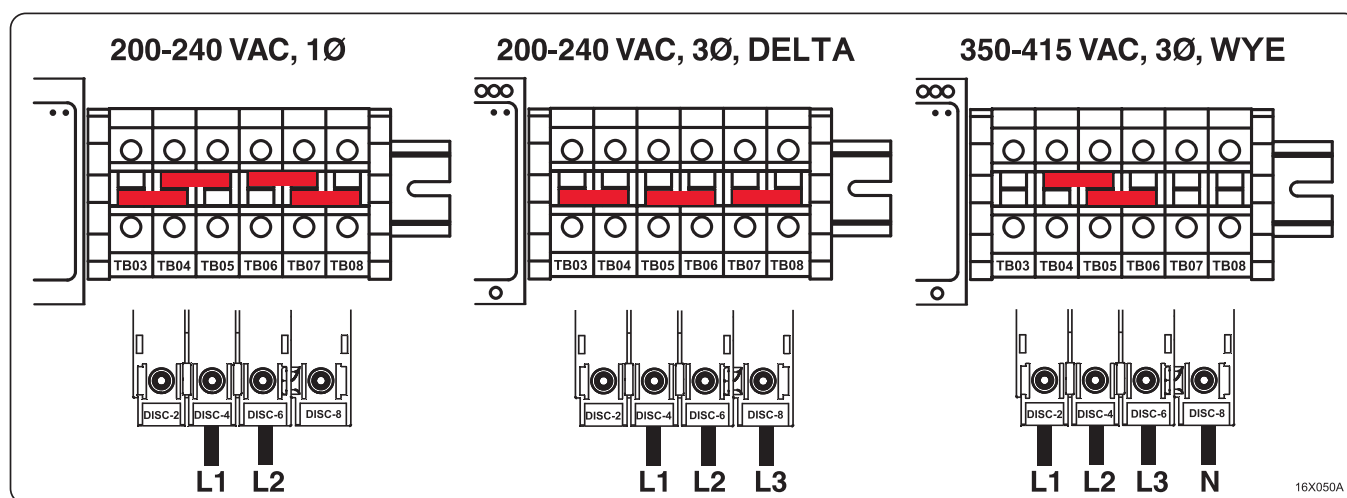 200-240 VAC, 1Ø
TB03 TB04 TB05 TB06 TB07 TB08
DISC-2 DISC-4 DISC-6 DISC-8
L1 L2
200-240 VAC, 3Ø, DELTA
TB03 TB04 TB05 TB06 TB07 TB08
DISC-2 DISC-4 DISC-6 DISC-8
L1 L2 L3
350-415 VAC, 3Ø, WYE
TB03 TB04 TB05 TB06 TB07 TB08
DISC-2 DISC-4 DISC-6 DISC-8
L1 L2 L3 N
16X050A